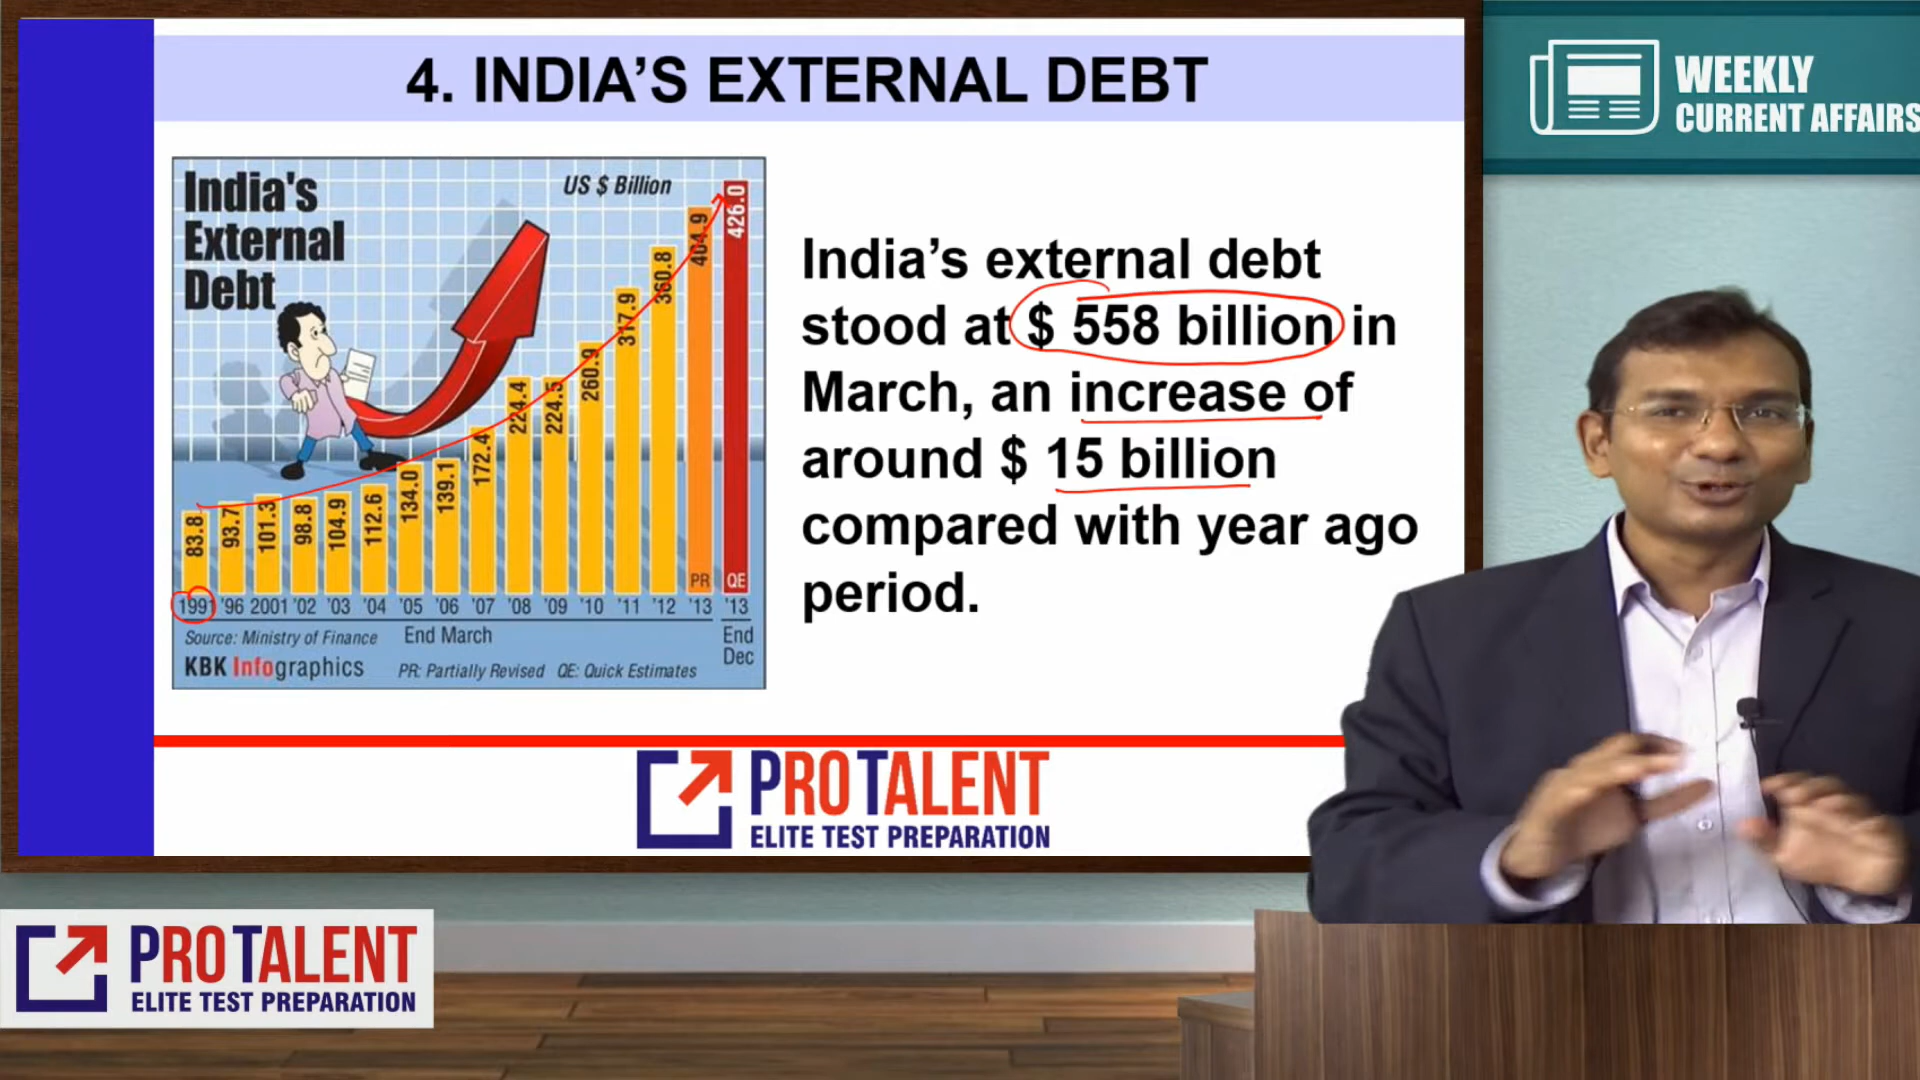 4. INDIA’S EXTERNAL DEBT
WEEKLY
CURRENT AFFAIRS
India's
External
Debt
US $ Billion
83.8
93.7
101.3
98.8
104.9
112.6
134.0
139.1
172.4
224.4
224.5
260.9
317.9
360.8
404.9
426.0
PR
QE
1991 '96 2001 '02 '03 '04 '05 '06 '07 '08 '09 '10 '11 '12 '13 '13
Source: Ministry of Finance
End March
End
Dec
KBK Infographics
PR: Partially Revised QE: Quick Estimates
India’s external debt
stood at $ 558 billion in
March, an increase of
around $ 15 billion
compared with year ago
period.
PROTALENT
ELITE TEST PREPARATION
PROTALENT
ELITE TEST PREPARATION